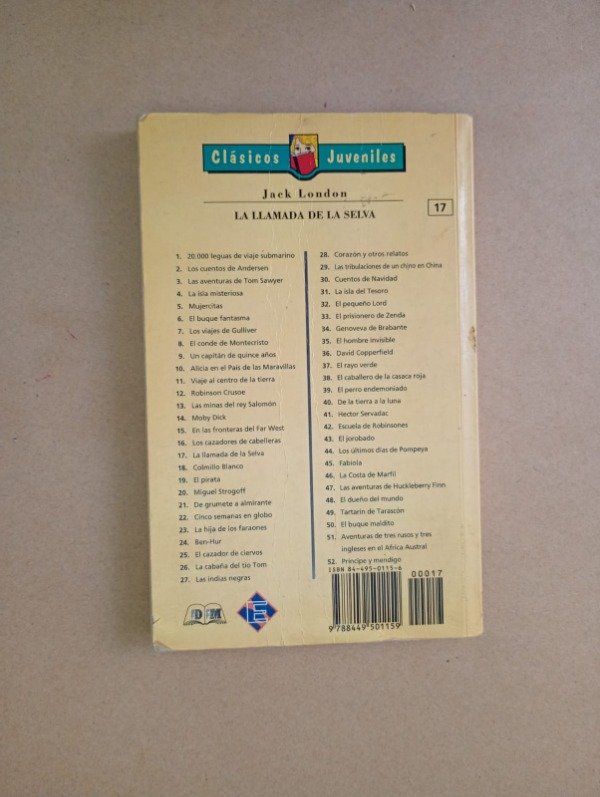 Clásicos Juveniles
Jack London
LA LLAMADA DE LA SELVA
17
1. 20.000 leguas de viaje submarino
2. Los cuentos de Andersen
3. Las aventuras de Tom Sawyer
4. La isla misteriosa
5. Mujercitas
6. El buque fantasma
7. Los viajes de Gulliver
8. El conde de Montecristo
9. Un capitán de quince años
10. Alicia en el País de las Maravillas
11. Viaje al centro de la tierra
12. Robinson Crusoe
13. Las minas del rey Salomón
14. Moby Dick
15. En las fronteras del Far West
16. Los cazadores de cabelleras
17. La llamada de la Selva
18. Colmillo Blanco
19. El pirata
20. Miguel Strogoff
21. De grumete a almirante
22. Cinco semanas en globo
23. La hija de los faraones
24. Ben-Hur
25. El cazador de ciervos
26. La cabaña del tío Tom
27. Las indias negras
28. Corazón y otros relatos
29. Las tribulaciones de un chino en China
30. Cuentos de Navidad
31. La isla del Tesoro
32. El pequeño Lord
33. El prisionero de Zenda
34. Genoveva de Brabante
35. El hombre invisible
36. David Copperfield
37. El rayo verde
38. El caballero de la casaca roja
39. El perro endemoniado
40. De la tierra a la luna
41. Hector Servadac
42. Escuela de Robinsones
43. El jorobado
44. Los últimos días de Pompeya
45. Fabiola
46. La Costa de Marfil
47. Las aventuras de Huckleberry Finn
48. El dueño del mundo
49. Tartarín de Tarascón
50. El buque maldito
51. Aventuras de tres rusos y tres
ingleses en el Africa Austral
52. Príncipe y mendigo
ISBN 84-495-0115-6
00017
9 788449 501159